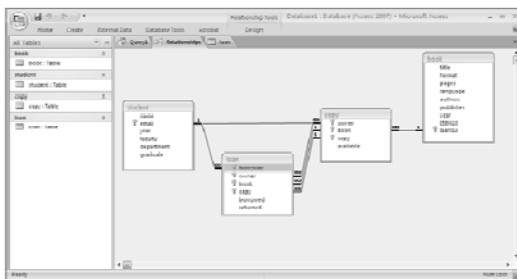 Relationship Tools
Database1 : Database (Access 2007) - Microsoft Access
Home
Create
External Data
Database Tools
Acrobat
Design
All Tables
Query1
Relationships
loan
book
book : Table
student
student : Table
copy
copy : Table
loan
loan : Table
student
name
email
year
faculty
department
graduate
loan
borrower
owner
book
copy
borrowed
returned
copy
owner
book
copy
available
book
title
format
pages
language
authors
publisher
year
Ready
Num Lock